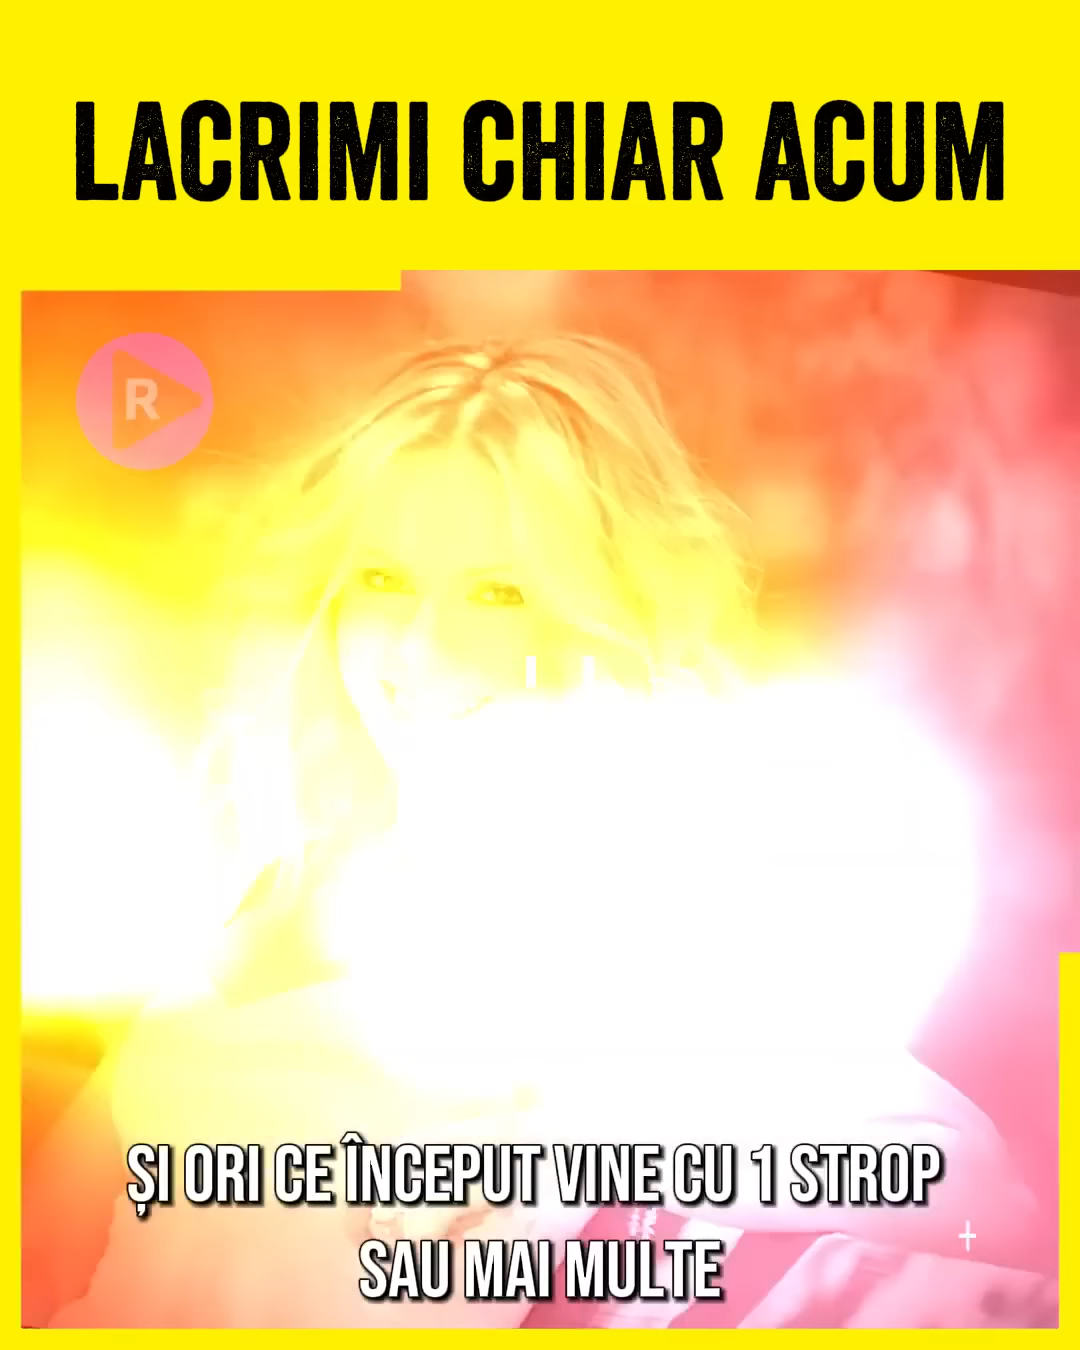 LACRIMI CHIAR ACUM
R
ȘI ORI CE ÎNCEPUT VINE CU 1 STROP
SAU MAI MULTE